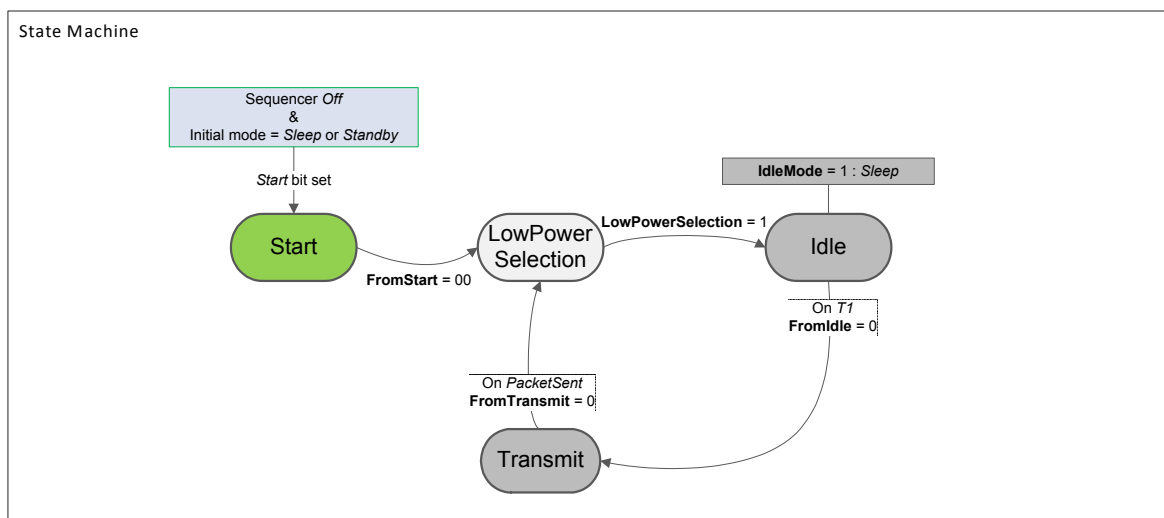 State Machine
Sequencer Off
&
Initial mode = Sleep or Standby
Start bit set
IdleMode = 1 : Sleep
Start
LowPower
Selection
LowPowerSelection = 1
Idle
FromStart = 00
On T1
FromIdle = 0
On PacketSent
FromTransmit = 0
Transmit